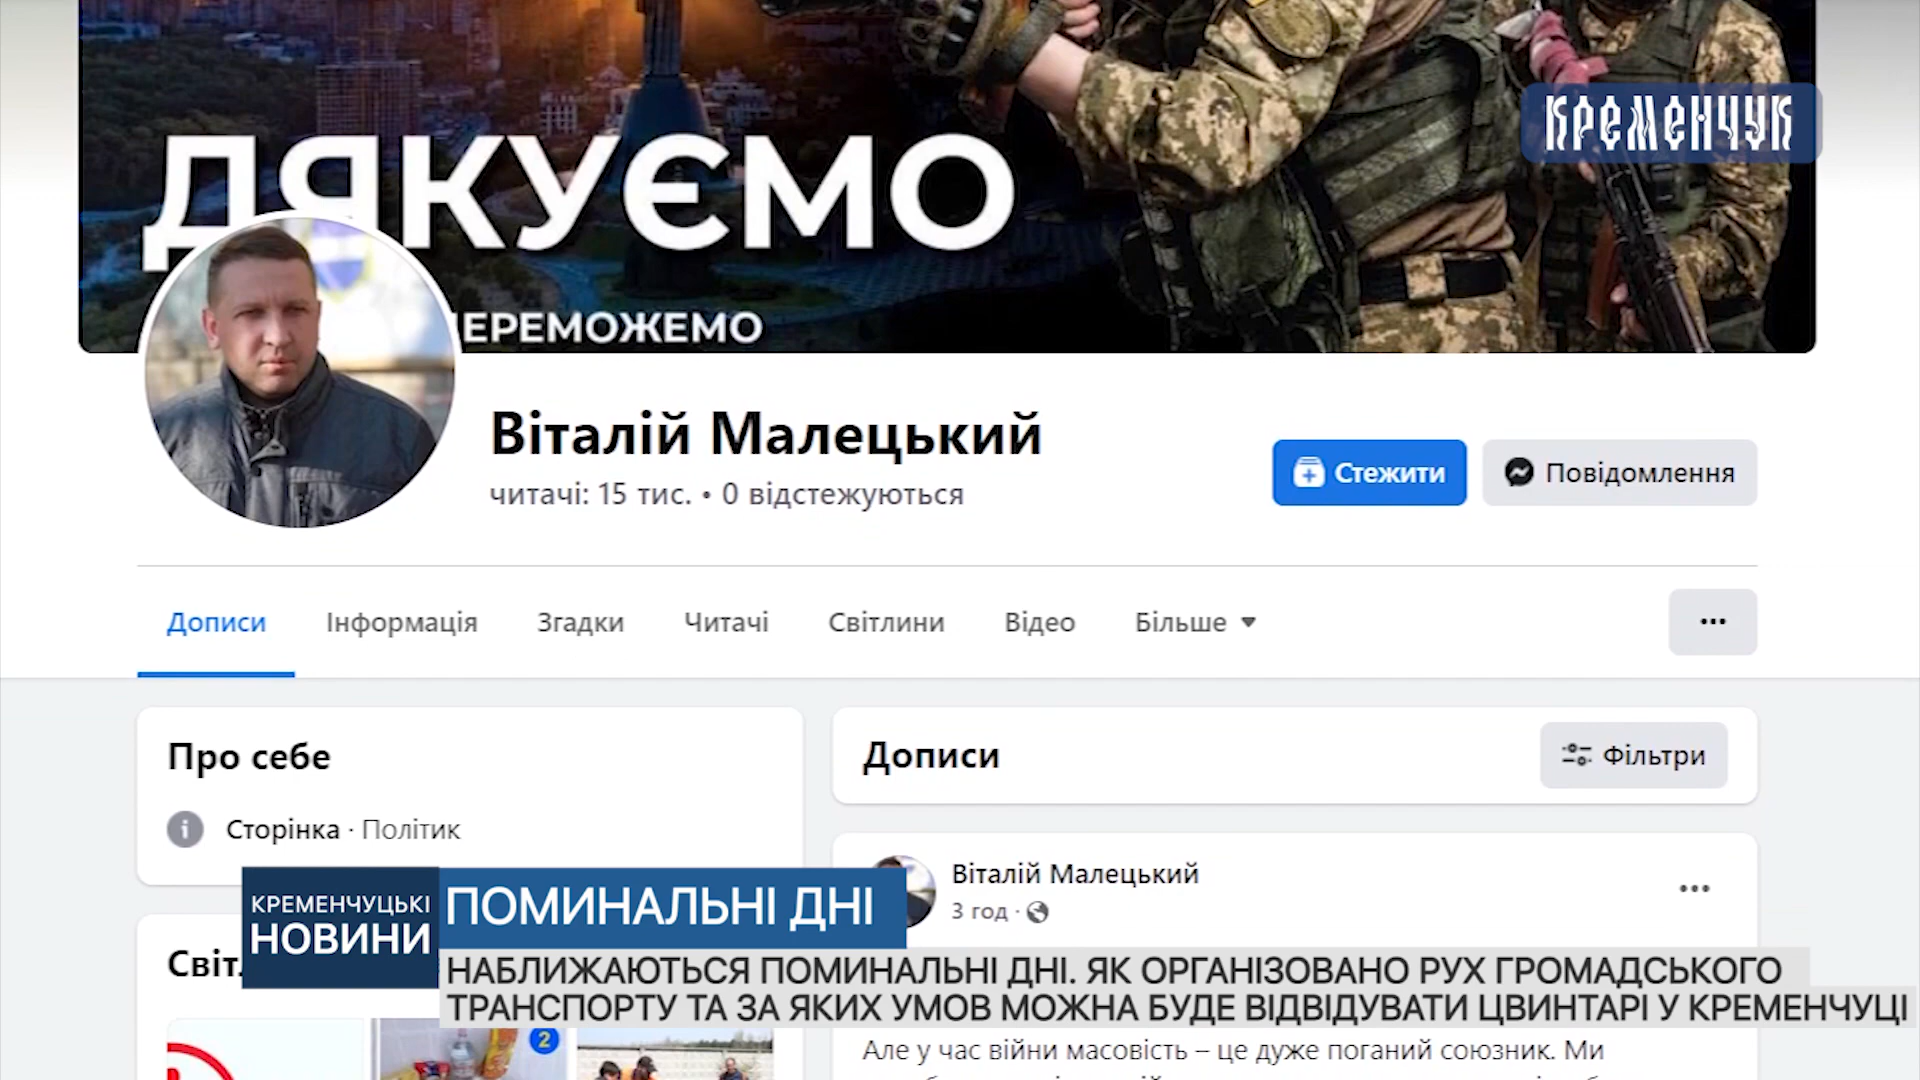 КРЕМЕНЧУК
ДЯКУЄМО
ПЕРЕМОЖЕМО
Віталій Малецький
читачі: 15 тис. • 0 відстежуються
Стежити
Повідомлення
Дописи Інформація Згадки Читачі Світлини Відео Більше
Про себе
Сторінка · Політик
Дописи
Фільтри
Віталій Малецький
3 год ·
КРЕМЕНЧУЦЬКІ
НОВИНИ
ПОМИНАЛЬНІ ДНІ
НАБЛИЖАЮТЬСЯ ПОМИНАЛЬНІ ДНІ. ЯК ОРГАНІЗОВАНО РУХ ГРОМАДСЬКОГО
ТРАНСПОРТУ ТА ЗА ЯКИХ УМОВ МОЖНА БУДЕ ВІДВІДУВАТИ ЦВИНТАРІ У КРЕМЕНЧУЦІ
2
Але у час війни масовість – це дуже поганий союзник. Ми